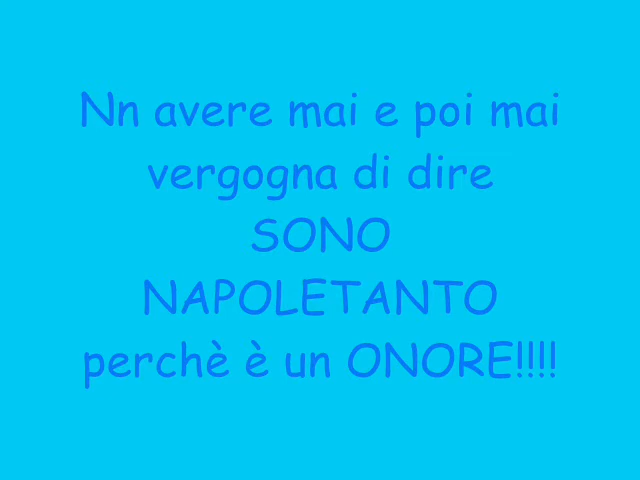 Nn avere mai e poi mai
vergogna di dire
SONO
NAPOLETANTO
perchè è un ONORE!!!!